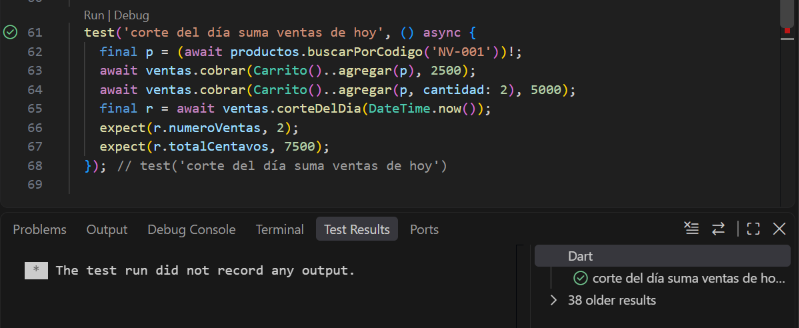 Run | Debug
61 test('corte del día suma ventas de hoy', () async {
62 final p = (await productos.buscarPorCodigo('NV-001'))!;
63 await ventas.cobrar(Carrito()..agregar(p), 2500);
64 await ventas.cobrar(Carrito()..agregar(p, cantidad: 2), 5000);
65 final r = await ventas.corteDelDia(DateTime.now());
66 expect(r.numeroVentas, 2);
67 expect(r.totalCentavos, 7500);
68 }); // test('corte del día suma ventas de hoy')
69
Problems Output Debug Console Terminal Test Results Ports
* The test run did not record any output.
Dart
corte del día suma ventas de ho...
38 older results